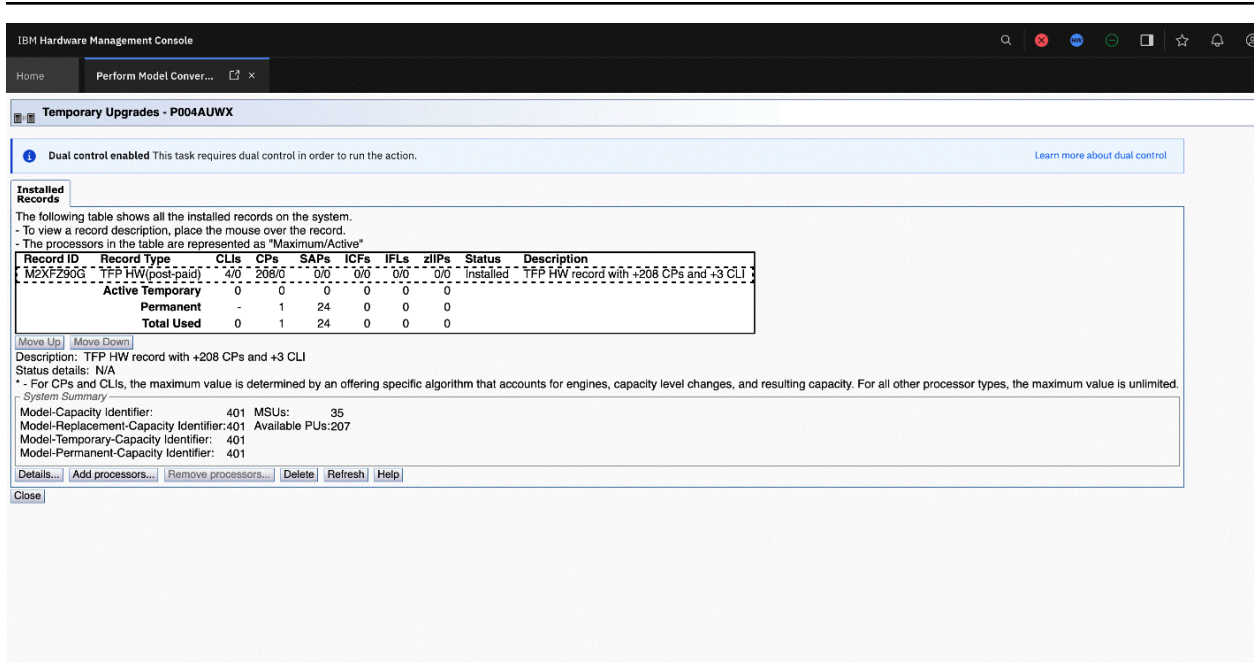 IBM Hardware Management Console
Home
Perform Model Conver...
Temporary Upgrades - P004AUWX
Dual control enabled This task requires dual control in order to run the action.
Learn more about dual control
Installed
Records
The following table shows all the installed records on the system.
- To view a record description, place the mouse over the record.
- The processors in the table are represented as "Maximum/Active"
Record ID Record Type CLIs CPs SAPs ICFs IFLs zIIPs Status Description
M2XFZ90G TFP HW(post-paid) 4/0 208/0 0/0 0/0 0/0 0/0 Installed TFP HW record with +208 CPs and +3 CLI
Active Temporary 0 0 0 0 0 0
Permanent - 1 24 0 0 0
Total Used 0 1 24 0 0 0
Move Up Move Down
Description: TFP HW record with +208 CPs and +3 CLI
Status details: N/A
* - For CPs and CLIs, the maximum value is determined by an offering specific algorithm that accounts for engines, capacity level changes, and resulting capacity. For all other processor types, the maximum value is unlimited.
System Summary
Model-Capacity Identifier: 401 MSUs: 35
Model-Replacement-Capacity Identifier:401 Available PUs:207
Model-Temporary-Capacity Identifier: 401
Model-Permanent-Capacity Identifier: 401
Details... Add processors... Remove processors... Delete Refresh Help
Close